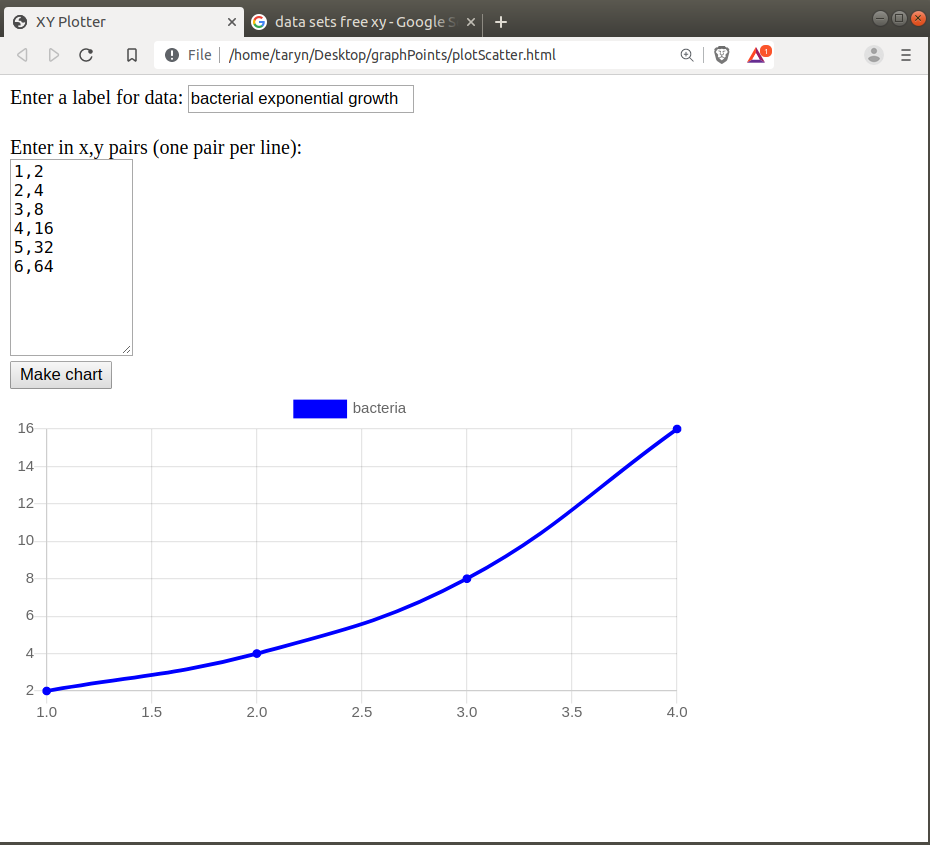 XY Plotter
data sets free xy - Google S
File
/home/taryn/Desktop/graphPoints/plotScatter.html
1
Enter a label for data: bacterial exponential growth
Enter in x,y pairs (one pair per line):
1,2
2,4
3,8
4,16
5,32
6,64
Make chart
bacteria
16
14
12
10
8
6
4
2
1.0 1.5 2.0 2.5 3.0 3.5 4.0